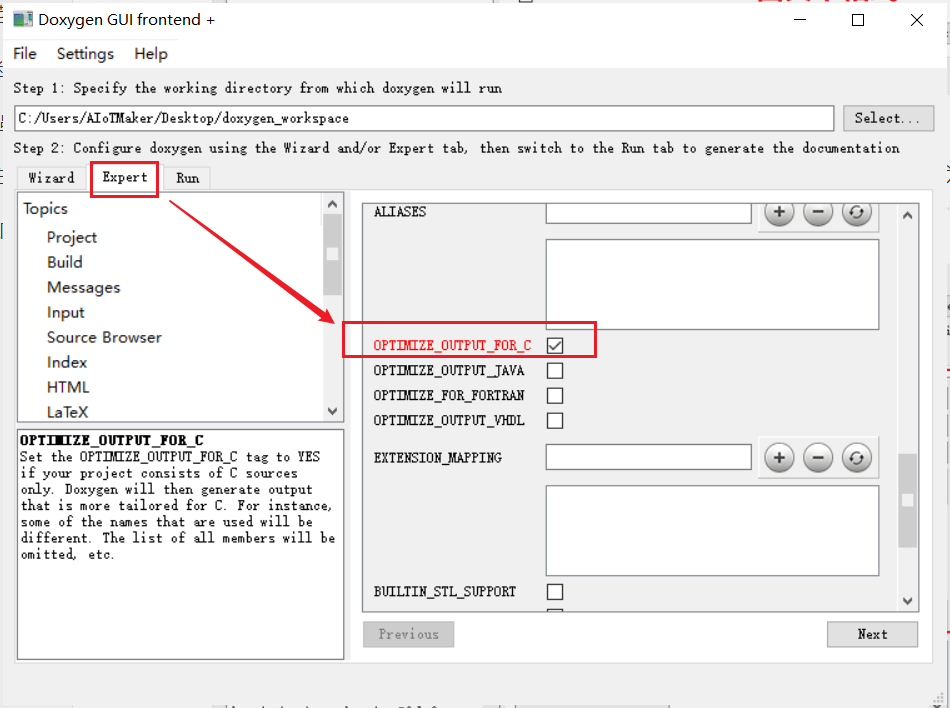 Doxygen GUI frontend +
File Settings Help
Step 1: Specify the working directory from which doxygen will run
C:/Users/AIoTMaker/Desktop/doxygen_workspace
Select...
Step 2: Configure doxygen using the Wizard and/or Expert tab, then switch to the Run tab to generate the documentation
Wizard Expert Run
Topics
Project
Build
Messages
Input
Source Browser
Index
HTML
LaTeX
OPTIMIZE_OUTPUT_FOR_C
Set the OPTIMIZE_OUTPUT_FOR_C tag to YES
if your project consists of C sources
only. Doxygen will then generate output
that is more tailored for C. For instance,
some of the names that are used will be
different. The list of all members will be
omitted, etc.
ALIASES
OPTIMIZE_OUTPUT_FOR_C
OPTIMIZE_OUTPUT_JAVA
OPTIMIZE_FOR_FORTRAN
OPTIMIZE_OUTPUT_VHDL
EXTENSION_MAPPING
BUILTIN_STL_SUPPORT
Previous
Next